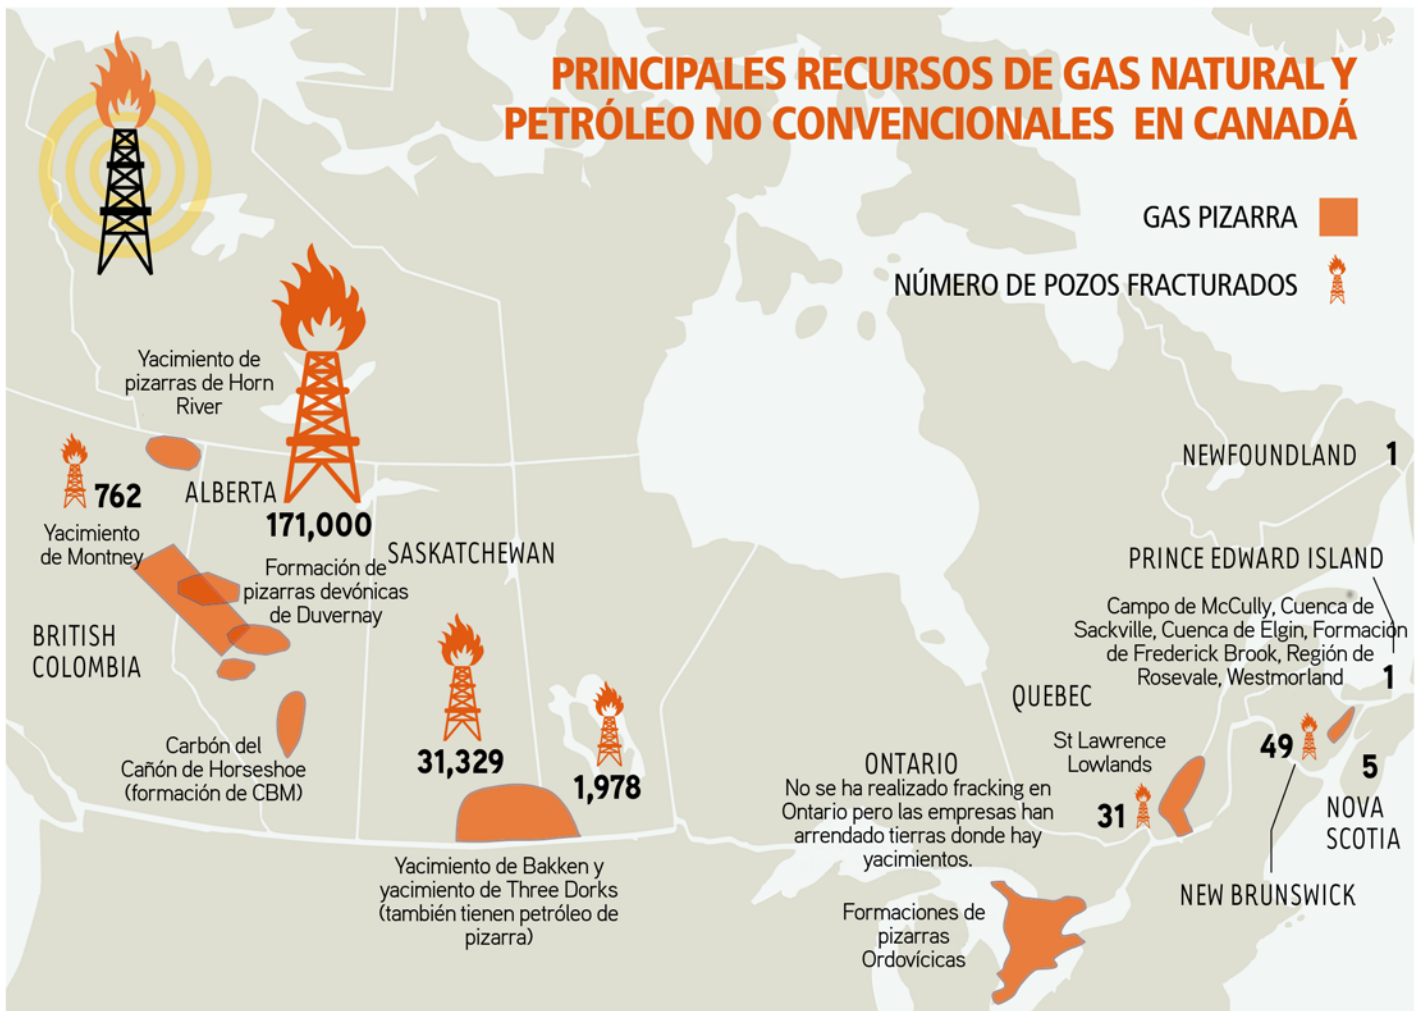 PRINCIPALES RECURSOS DE GAS NATURAL Y
PETRÓLEO NO CONVENCIONALES EN CANADÁ
GAS PIZARRA
NÚMERO DE POZOS FRACTURADOS
Yacimiento de
pizarras de Horn
River
762
ALBERTA
171,000
Yacimiento
de Montney
SASKATCHEWAN
Formación de
pizarras devónicas
de Duvernay
BRITISH
COLOMBIA
31,329
1,978
Carbón del
Cañón de Horseshoe
(formación de CBM)
Yacimiento de Bakken y
yacimiento de Three Dorks
(también tienen petróleo de
pizarra)
NEWFOUNDLAND 1
PRINCE EDWARD ISLAND
Campo de McCully, Cuenca de
Sackville, Cuenca de Elgin, Formación
de Frederick Brook, Región de
Rosevale, Westmorland
1
QUEBEC
St Lawrence
Lowlands
31
49
5
NOVA
SCOTIA
NEW BRUNSWICK
ONTARIO
No se ha realizado fracking en
Ontario pero las empresas han
arrendado tierras donde hay
yacimientos.
Formaciones de
pizarras
Ordovícicas